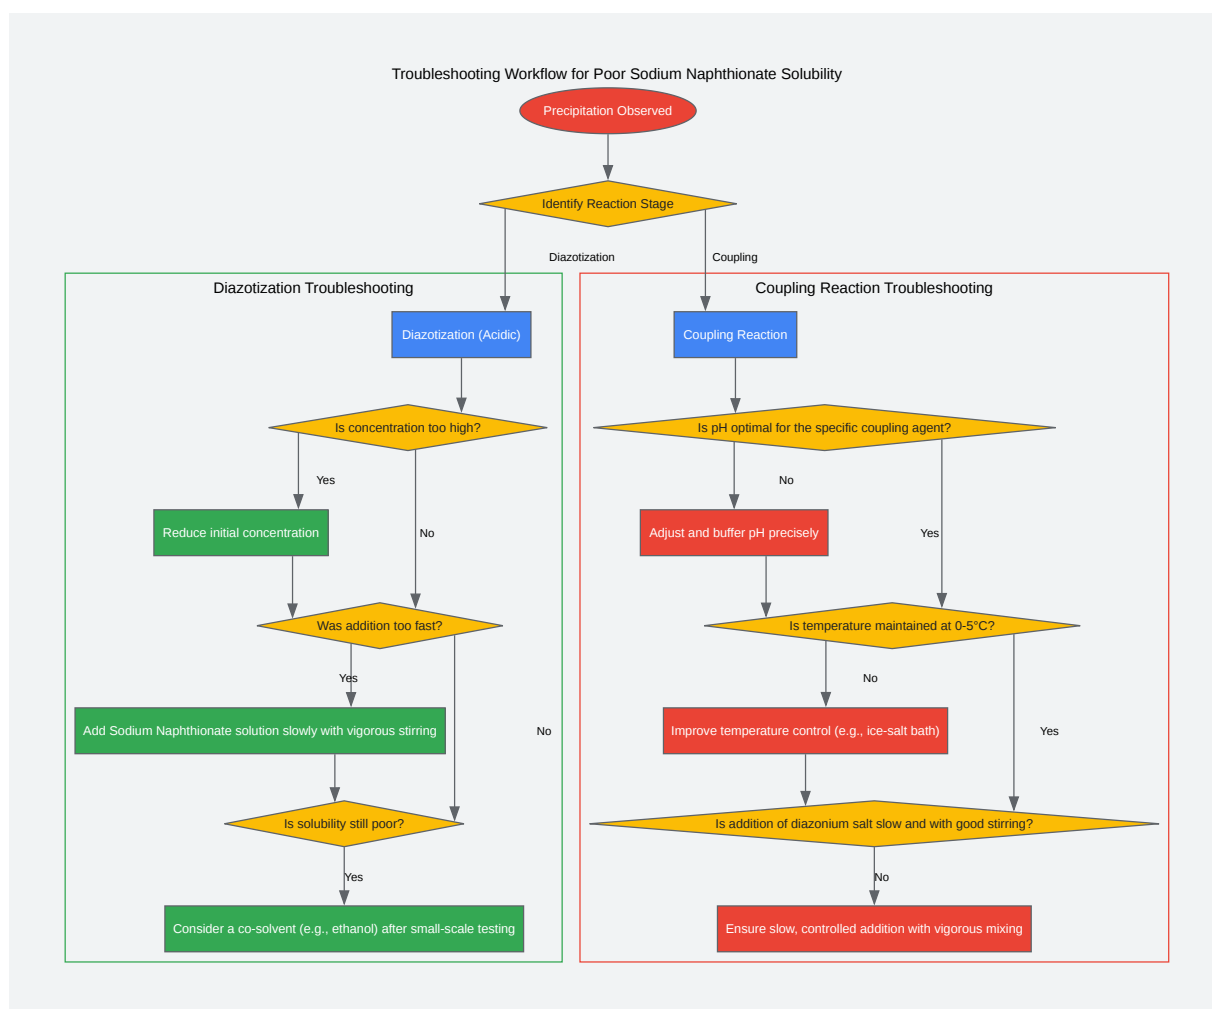 Troubleshooting Workflow for Poor Sodium Naphthionate Solubility
Precipitation Observed
Identify Reaction Stage
Diazotization
Coupling
Diazotization Troubleshooting
Diazotization (Acidic)
Is concentration too high?
Yes
Reduce initial concentration
No
Was addition too fast?
Yes
Add Sodium Naphthionate solution slowly with vigorous stirring
No
Is solubility still poor?
Yes
Consider a co-solvent (e.g., ethanol) after small-scale testing
Coupling Reaction Troubleshooting
Coupling Reaction
Is pH optimal for the specific coupling agent?
No
Adjust and buffer pH precisely
Yes
Is temperature maintained at 0-5°C?
No
Improve temperature control (e.g., ice-salt bath)
Yes
Is addition of diazonium salt slow and with good stirring?
No
Ensure slow, controlled addition with vigorous mixing